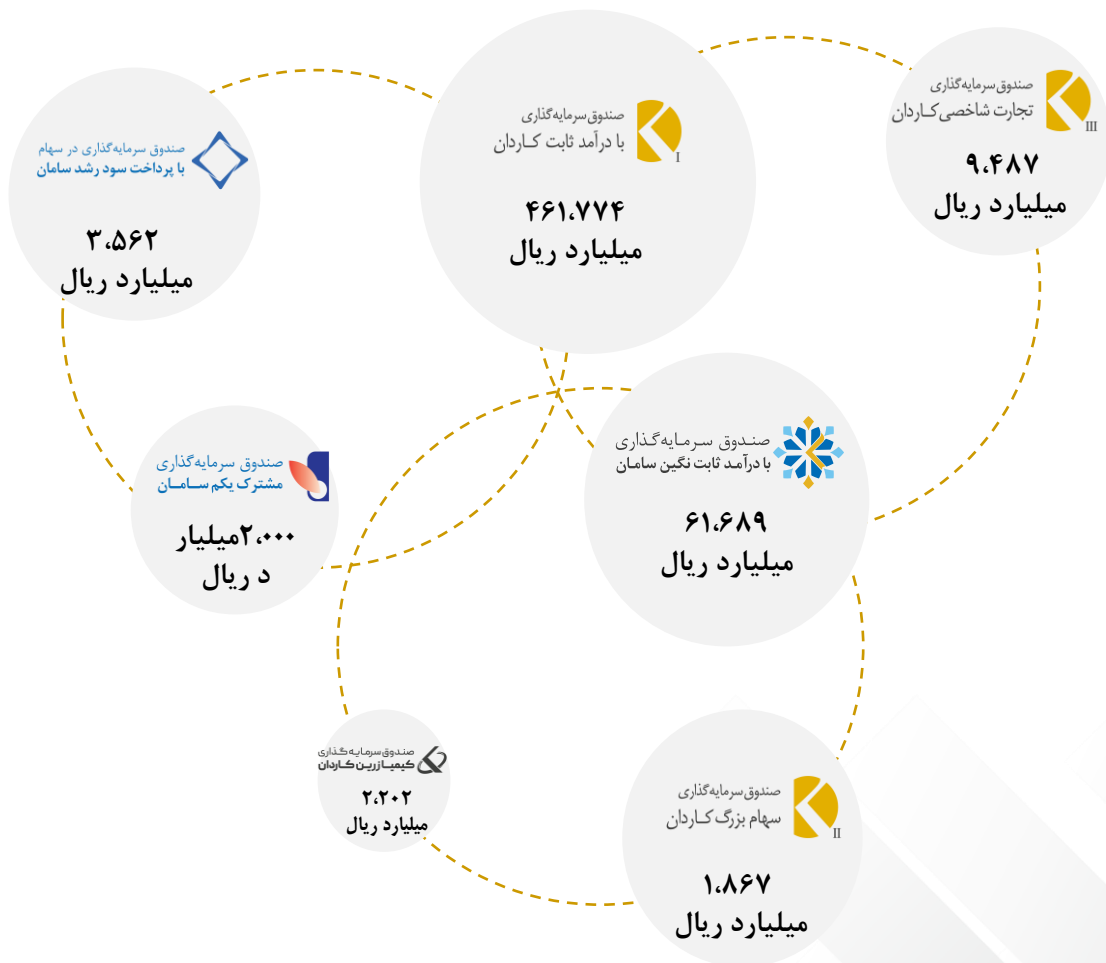 صندوق سرمایه‌گذاری
تجارت شاخصی کاردان
III
۹،۴۸۷
میلیارد ریال
صندوق سرمایه‌گذاری
با درآمد ثابت کاردان
I
۴۶۱،۷۷۴
میلیارد ریال
صندوق سرمایه‌گذاری در سهام
با پرداخت سود رشد سامان
۳،۵۶۲
میلیارد ریال
صندوق سرمایه‌گذاری
با درآمد ثابت نگین سامان
۶۱،۶۸۹
میلیارد ریال
صندوق سرمایه‌گذاری
مشترک یکم سامان
۲،۰۰۰میلیار
د ریال
صندوق سرمایه‌گذاری
کیمیا زرین کاردان
۲،۲۰۲
میلیارد ریال
صندوق سرمایه‌گذاری
سهام بزرگ کاردان
II
۱،۸۶۷
میلیارد ریال